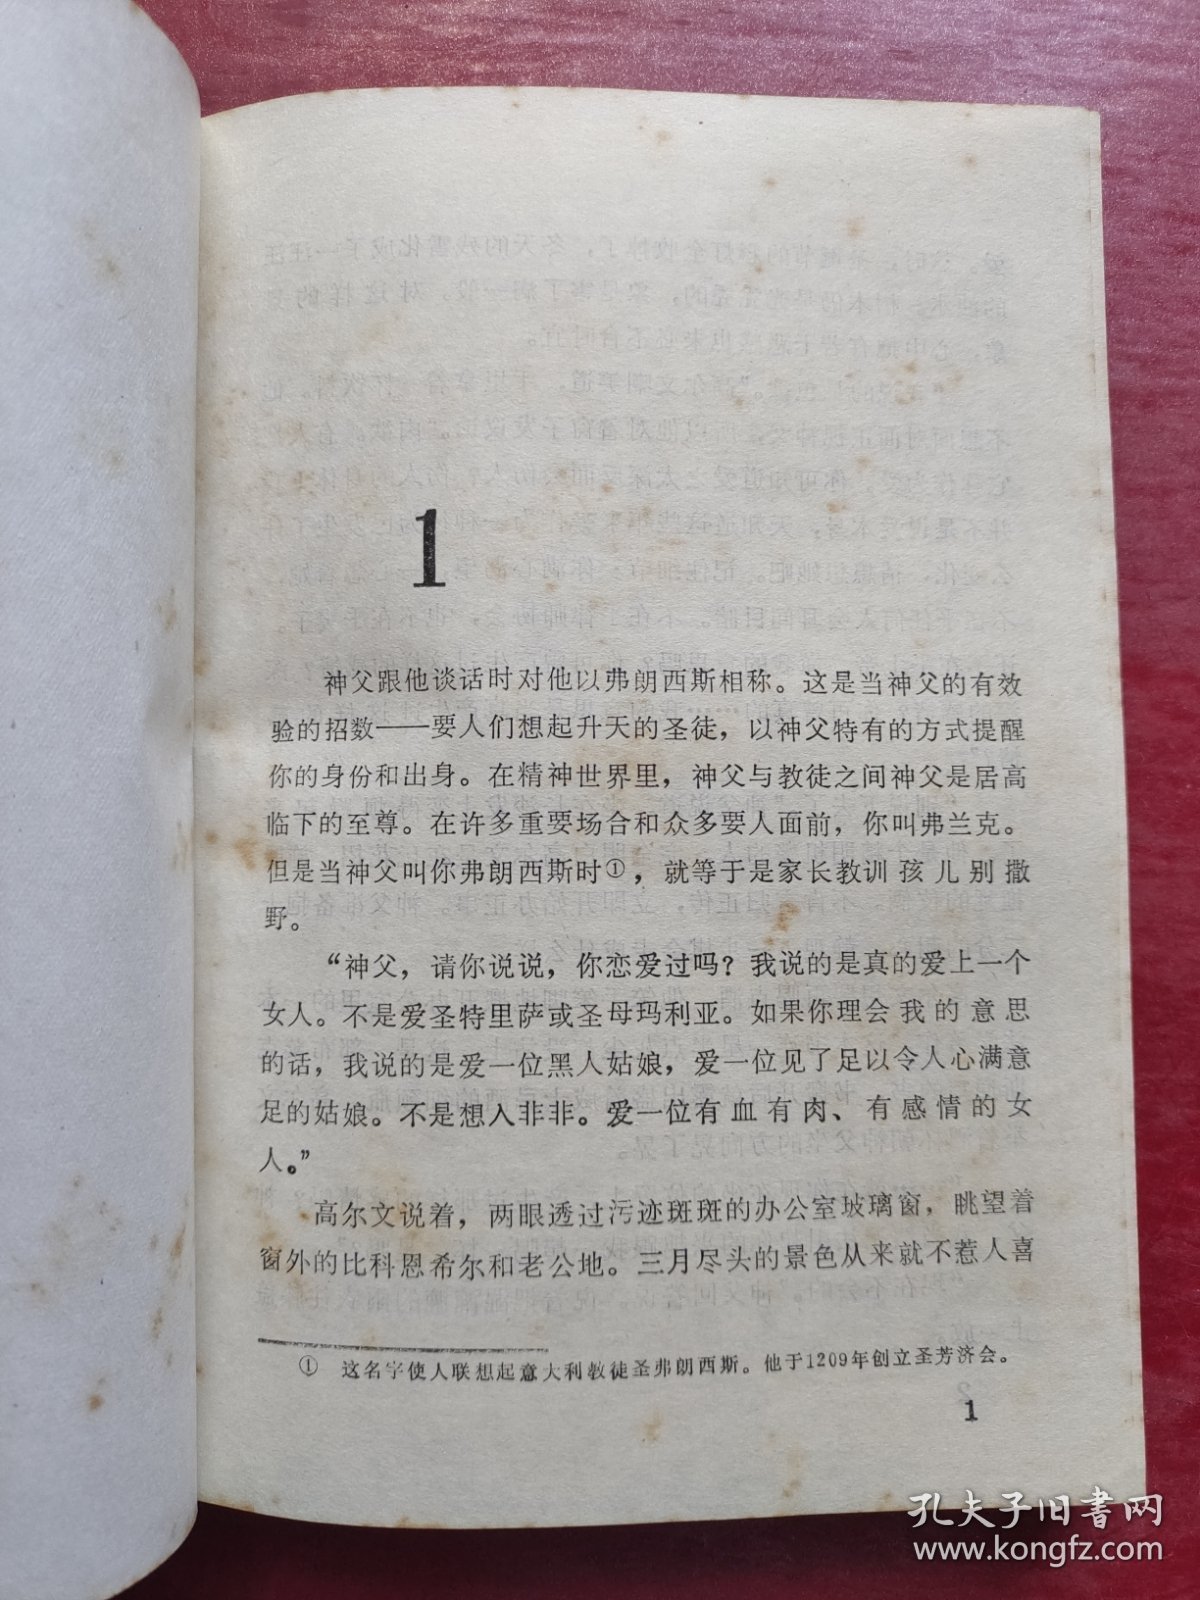 1
神父跟他谈话时对他以弗朗西斯相称。这是当神父的有效
验的招数——要人们想起升天的圣徒，以神父特有的方式提醒
你的身份和出身。在精神世界里，神父与教徒之间神父是居高
临下的至尊。在许多重要场合和众多要人面前，你叫弗兰克。
但是当神父叫你弗朗西斯时①，就等于是家长教训孩儿别撒
野。
“神父，请你说说，你恋爱过吗？我说的是真的爱上一个
女人。不是爱圣特里萨或圣母玛利亚。如果你理会我的意思
的话，我说的是爱一位黑人姑娘，爱一位见了足以令人心满意
足的姑娘。不是想入非非。爱一位有血有肉、有感情的女
人。”
高尔文说着，两眼透过污迹斑斑的办公室玻璃窗，眺望着
窗外的比科恩希尔和老公地。三月尽头的景色从来就不惹人喜
① 这名字使人联想起意大利教徒圣弗朗西斯。他于1209年创立圣芳济会。
1
孔夫子旧书网
www.kongfz.com